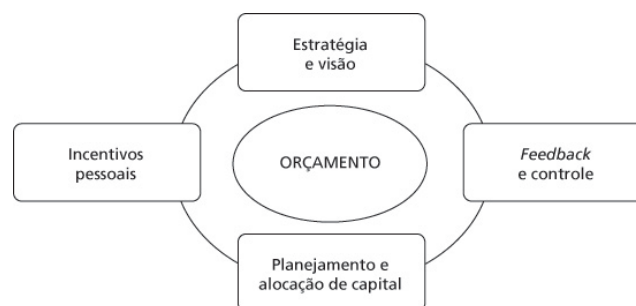 Estratégia
e visão
Incentivos
pessoais
ORÇAMENTO
Feedback
e controle
Planejamento e
alocação de capital